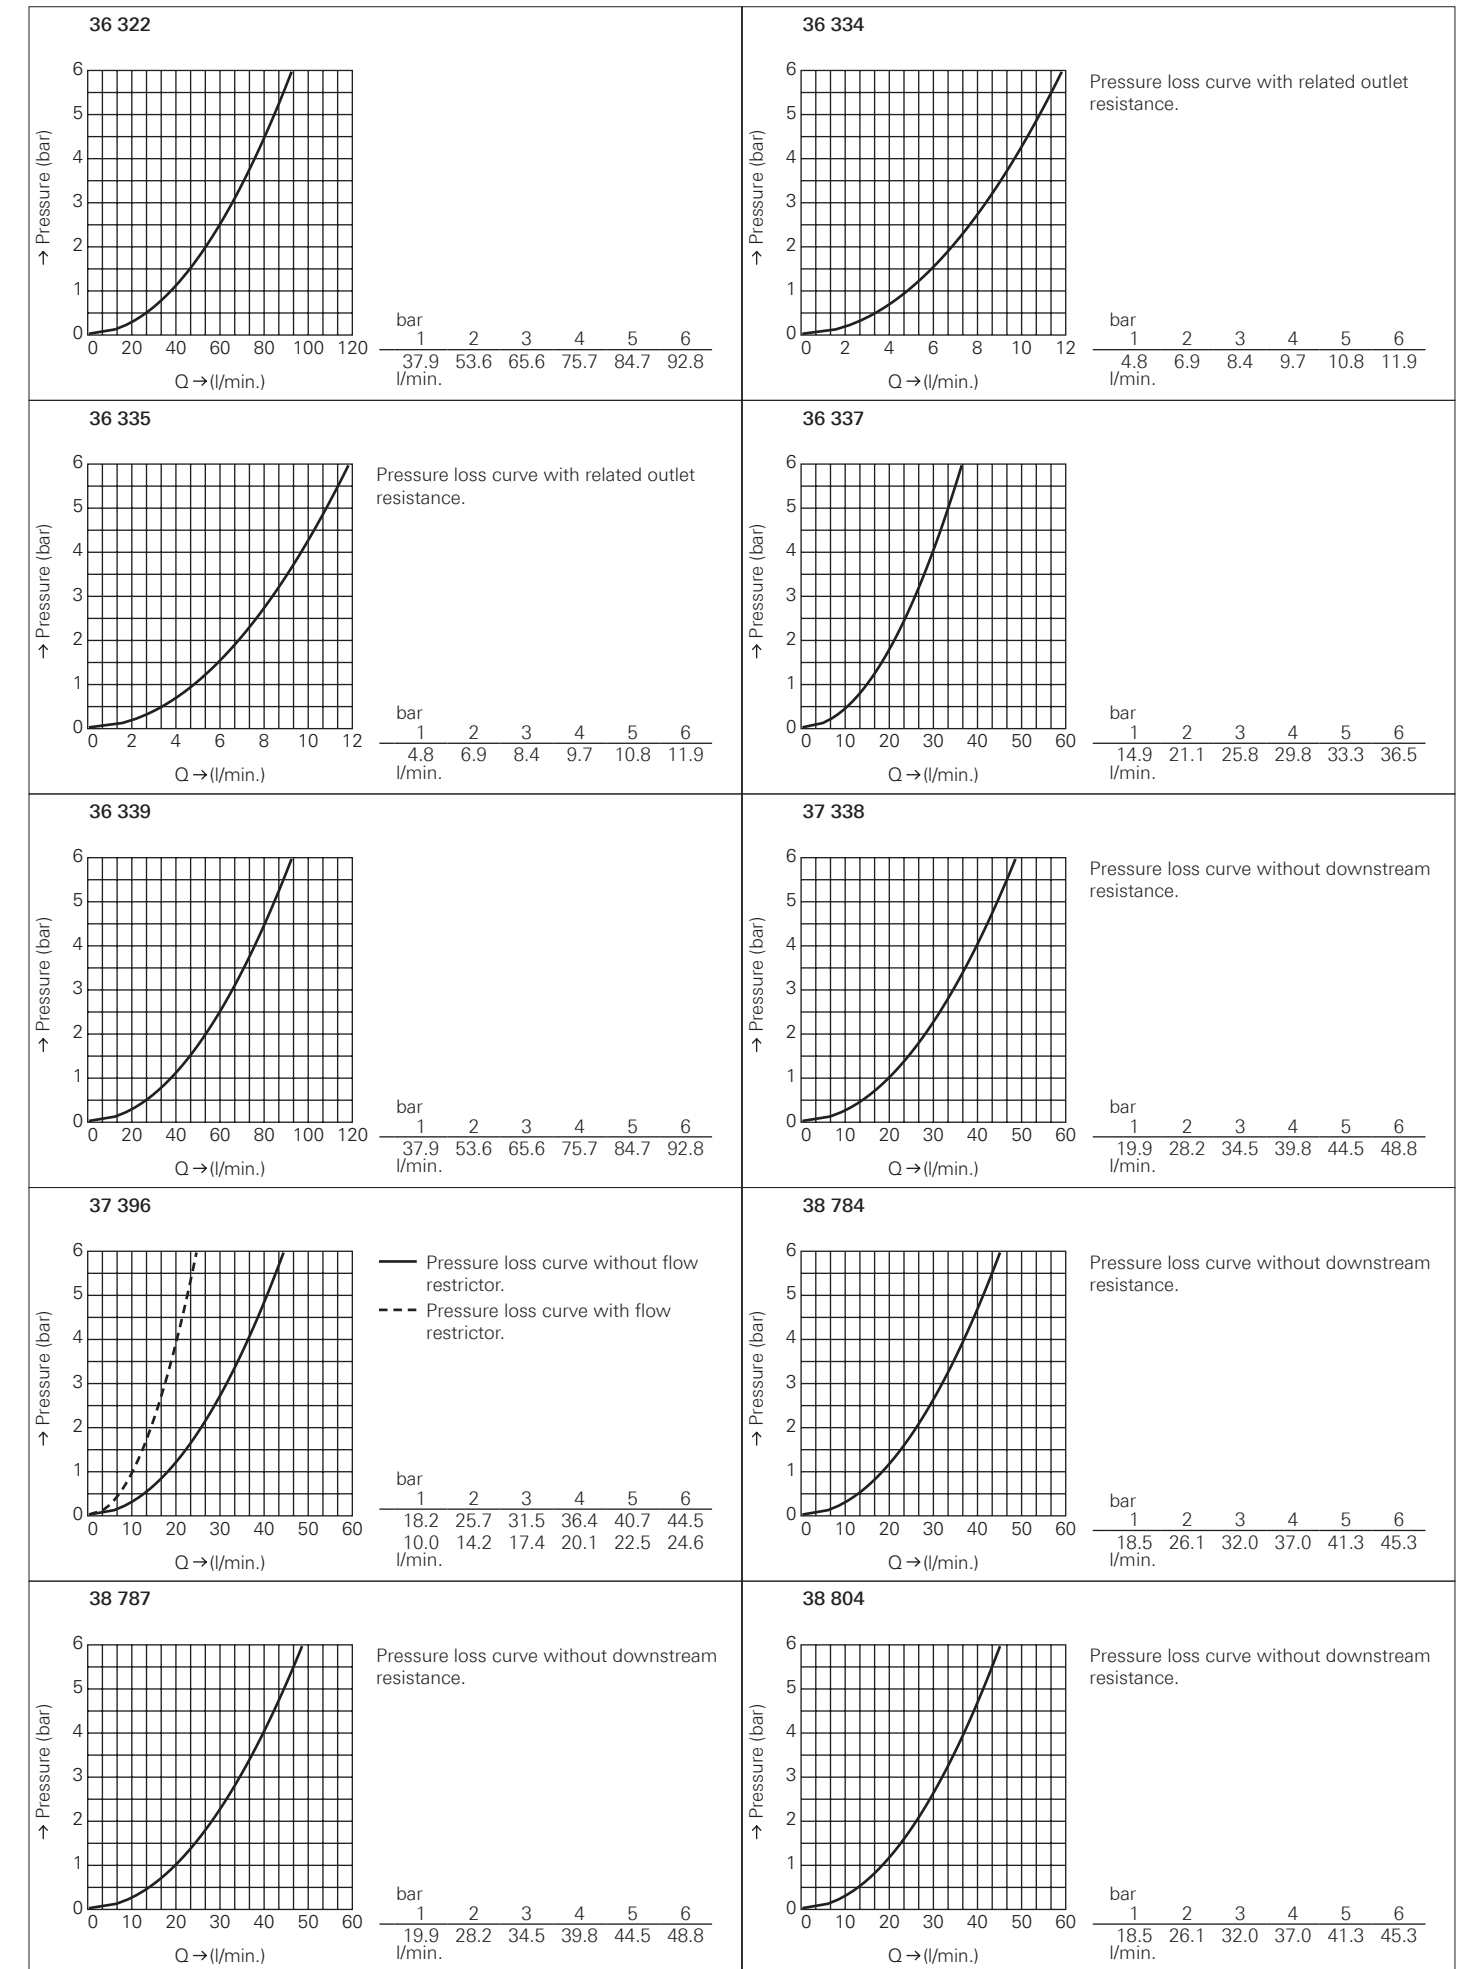 36 322
6
5
4
3
2
1
0
→ Pressure (bar)
0 20 40 60 80 100 120
Q → (l/min.)
bar
1 2 3 4 5 6
37.9 53.6 65.6 75.7 84.7 92.8
l/min.
36 334
6
5
4
3
2
1
0
→ Pressure (bar)
0 2 4 6 8 10 12
Q → (l/min.)
Pressure loss curve with related outlet
resistance.
bar
1 2 3 4 5 6
4.8 6.9 8.4 9.7 10.8 11.9
l/min.
36 335
6
5
4
3
2
1
0
→ Pressure (bar)
0 2 4 6 8 10 12
Q → (l/min.)
Pressure loss curve with related outlet
resistance.
bar
1 2 3 4 5 6
4.8 6.9 8.4 9.7 10.8 11.9
l/min.
36 337
6
5
4
3
2
1
0
→ Pressure (bar)
0 10 20 30 40 50 60
Q → (l/min.)
bar
1 2 3 4 5 6
14.9 21.1 25.8 29.8 33.3 36.5
l/min.
36 339
6
5
4
3
2
1
0
→ Pressure (bar)
0 20 40 60 80 100 120
Q → (l/min.)
bar
1 2 3 4 5 6
37.9 53.6 65.6 75.7 84.7 92.8
l/min.
37 338
6
5
4
3
2
1
0
→ Pressure (bar)
0 10 20 30 40 50 60
Q → (l/min.)
Pressure loss curve without downstream
resistance.
bar
1 2 3 4 5 6
19.9 28.2 34.5 39.8 44.5 48.8
l/min.
37 396
6
5
4
3
2
1
0
→ Pressure (bar)
0 10 20 30 40 50 60
Q → (l/min.)
Pressure loss curve without flow
restrictor.
Pressure loss curve with flow
restrictor.
bar
1 2 3 4 5 6
18.2 25.7 31.5 36.4 40.7 44.5
10.0 14.2 17.4 20.1 22.5 24.6
l/min.
38 784
6
5
4
3
2
1
0
→ Pressure (bar)
0 10 20 30 40 50 60
Q → (l/min.)
Pressure loss curve without downstream
resistance.
bar
1 2 3 4 5 6
18.5 26.1 32.0 37.0 41.3 45.3
l/min.
38 787
6
5
4
3
2
1
0
→ Pressure (bar)
0 10 20 30 40 50 60
Q → (l/min.)
Pressure loss curve without downstream
resistance.
bar
1 2 3 4 5 6
19.9 28.2 34.5 39.8 44.5 48.8
l/min.
38 804
6
5
4
3
2
1
0
→ Pressure (bar)
0 10 20 30 40 50 60
Q → (l/min.)
Pressure loss curve without downstream
resistance.
bar
1 2 3 4 5 6
18.5 26.1 32.0 37.0 41.3 45.3
l/min.